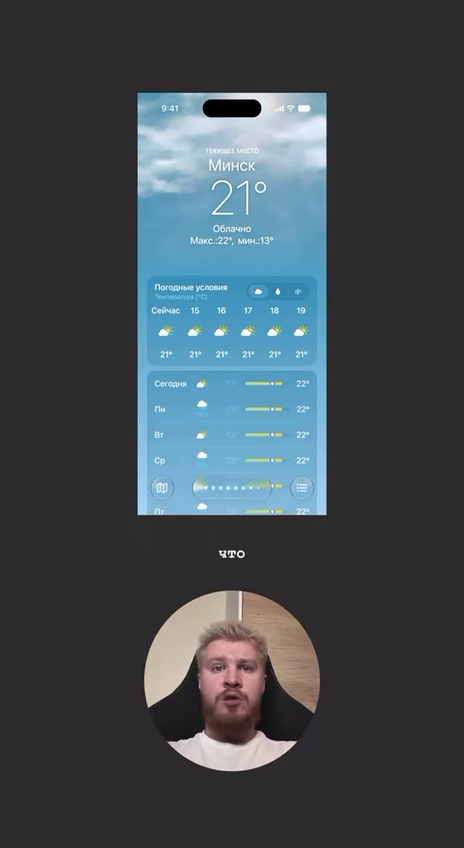 9:41
ТЕКУЩЕЕ МЕСТО
Минск
21°
Облачно
Макс.:22°, мин.:13°
Погодные условия
Температура (°C)
Сейчас 15 16 17 18 19
21° 21° 21° 21° 21° 21°
Сегодня 22°
Пн 22°
Вт 22°
Ср 22°
Пт
что